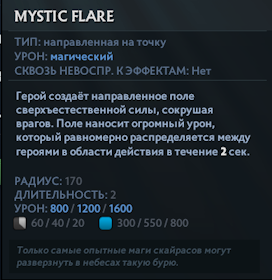 MYSTIC FLARE
ТИП: направленная на точку
УРОН: магический
СКВОЗЬ НЕВОСПР. К ЭФФЕКТАМ: Нет
Герой создаёт направленное поле
сверхъестественной силы, сокрушая
врагов. Поле наносит огромный урон,
который равномерно распределяется между
героями в области действия в течение 2 сек.
РАДИУС: 170
ДЛИТЕЛЬНОСТЬ: 2
УРОН: 800 / 1200 / 1600
60 / 40 / 20 300 / 550 / 800
Только самые опытные маги скайрасов могут
развернуть в небесах такую бурю.